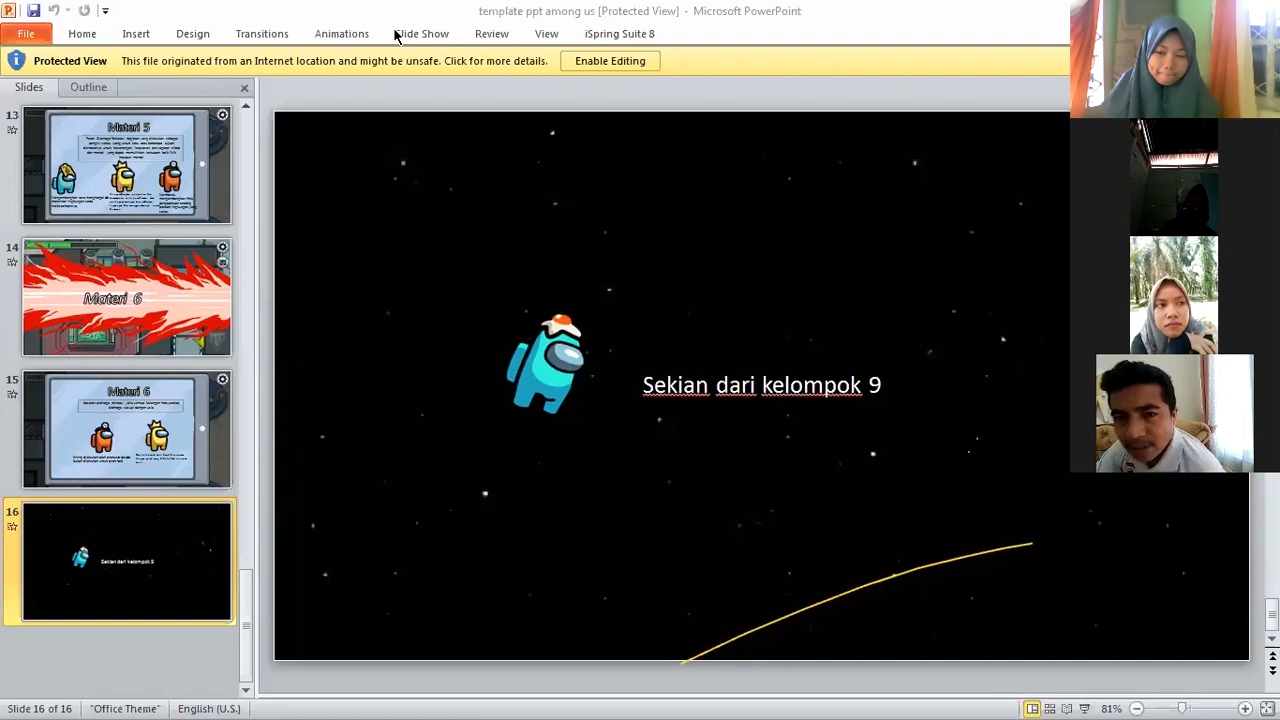 template ppt among us [Protected View] - Microsoft PowerPoint
File Home Insert Design Transitions Animations Slide Show Review View iSpring Suite 8
Protected View This file originated from an Internet location and might be unsafe. Click for more details. Enable Editing
Slides Outline
13
Materi 5
14
Materi 6
15
Materi 6
16
Sekian dari kelompok 9
Sekian dari kelompok 9
Slide 16 of 16 "Office Theme" English (U.S.) 81%